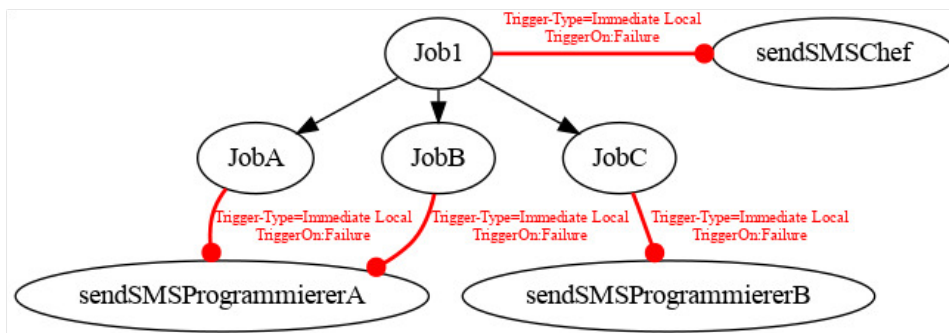 Trigger-Type=Immediate Local
TriggerOn:Failure
Job1
sendSMSChef
JobA
JobB
JobC
Trigger-Type=Immediate Local
TriggerOn:Failure
Trigger-Type=Immediate Local
TriggerOn:Failure
Trigger-Type=Immediate Local
TriggerOn:Failure
sendSMSProgrammiererA
sendSMSProgrammiererB